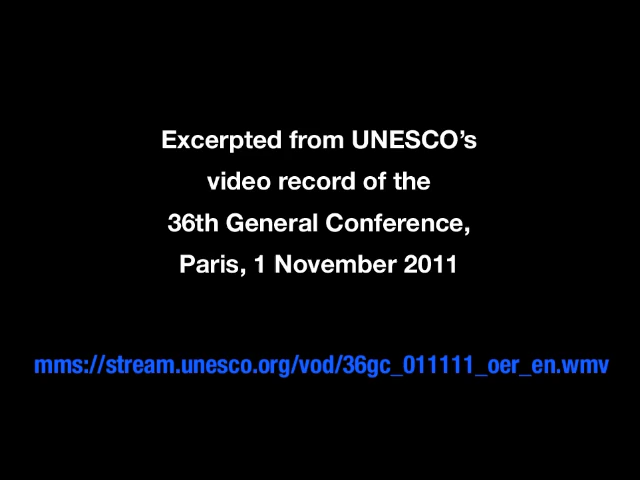 Excerpted from UNESCO’s
video record of the
36th General Conference,
Paris, 1 November 2011
mms://stream.unesco.org/vod/36gc_011111_oer_en.wmv